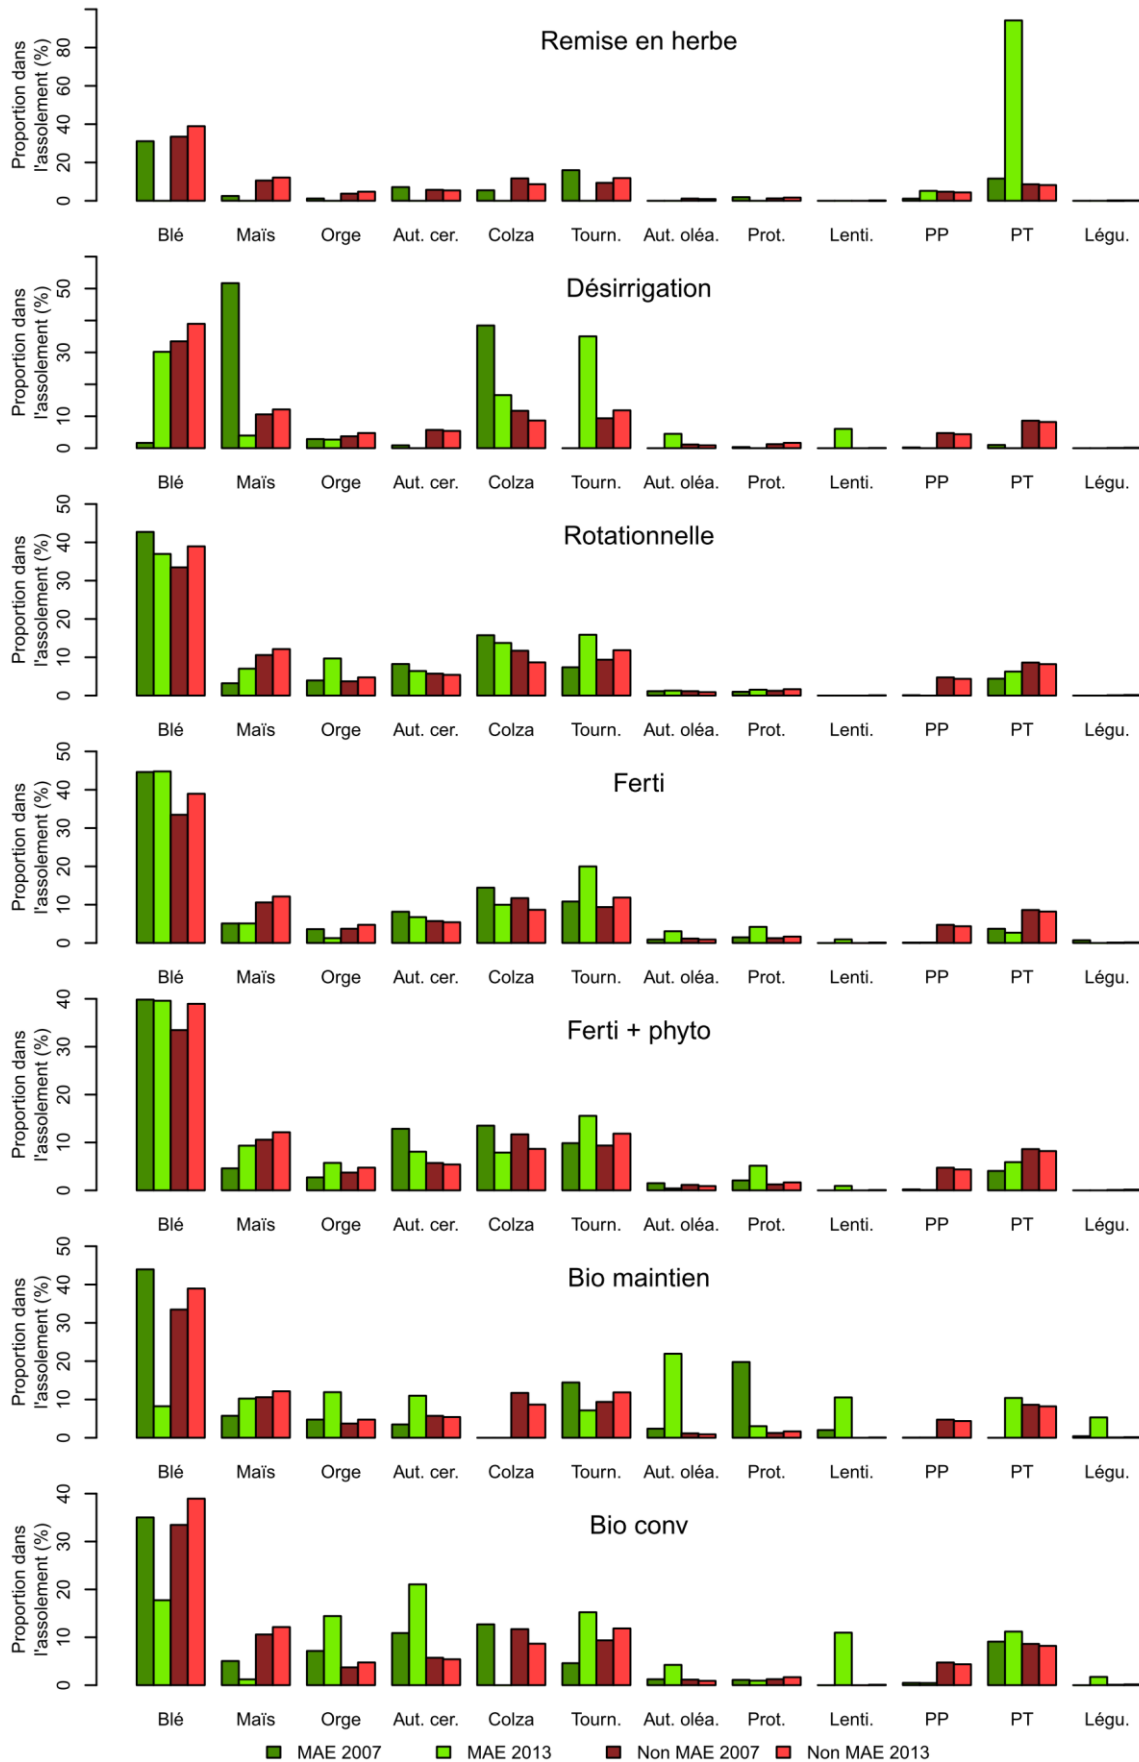 Remise en herbe
Proportion dans
l'assolement (%)
0 20 40 60 80
Blé Maïs Orge Aut. cer. Colza Tourn. Aut. oléa. Prot. Lenti. PP PT Légu.
Désirrigation
Proportion dans
l'assolement (%)
0 10 30 50
Blé Maïs Orge Aut. cer. Colza Tourn. Aut. oléa. Prot. Lenti. PP PT Légu.
Rotationnelle
Proportion dans
l'assolement (%)
0 10 20 30 40 50
Blé Maïs Orge Aut. cer. Colza Tourn. Aut. oléa. Prot. Lenti. PP PT Légu.
Ferti
Proportion dans
l'assolement (%)
0 10 20 30 40 50
Blé Maïs Orge Aut. cer. Colza Tourn. Aut. oléa. Prot. Lenti. PP PT Légu.
Ferti + phyto
Proportion dans
l'assolement (%)
0 10 20 30 40
Blé Maïs Orge Aut. cer. Colza Tourn. Aut. oléa. Prot. Lenti. PP PT Légu.
Bio maintien
Proportion dans
l'assolement (%)
0 10 20 30 40 50
Blé Maïs Orge Aut. cer. Colza Tourn. Aut. oléa. Prot. Lenti. PP PT Légu.
Bio conv
Proportion dans
l'assolement (%)
0 10 20 30 40
Blé Maïs Orge Aut. cer. Colza Tourn. Aut. oléa. Prot. Lenti. PP PT Légu.
MAE 2007 MAE 2013 Non MAE 2007 Non MAE 2013